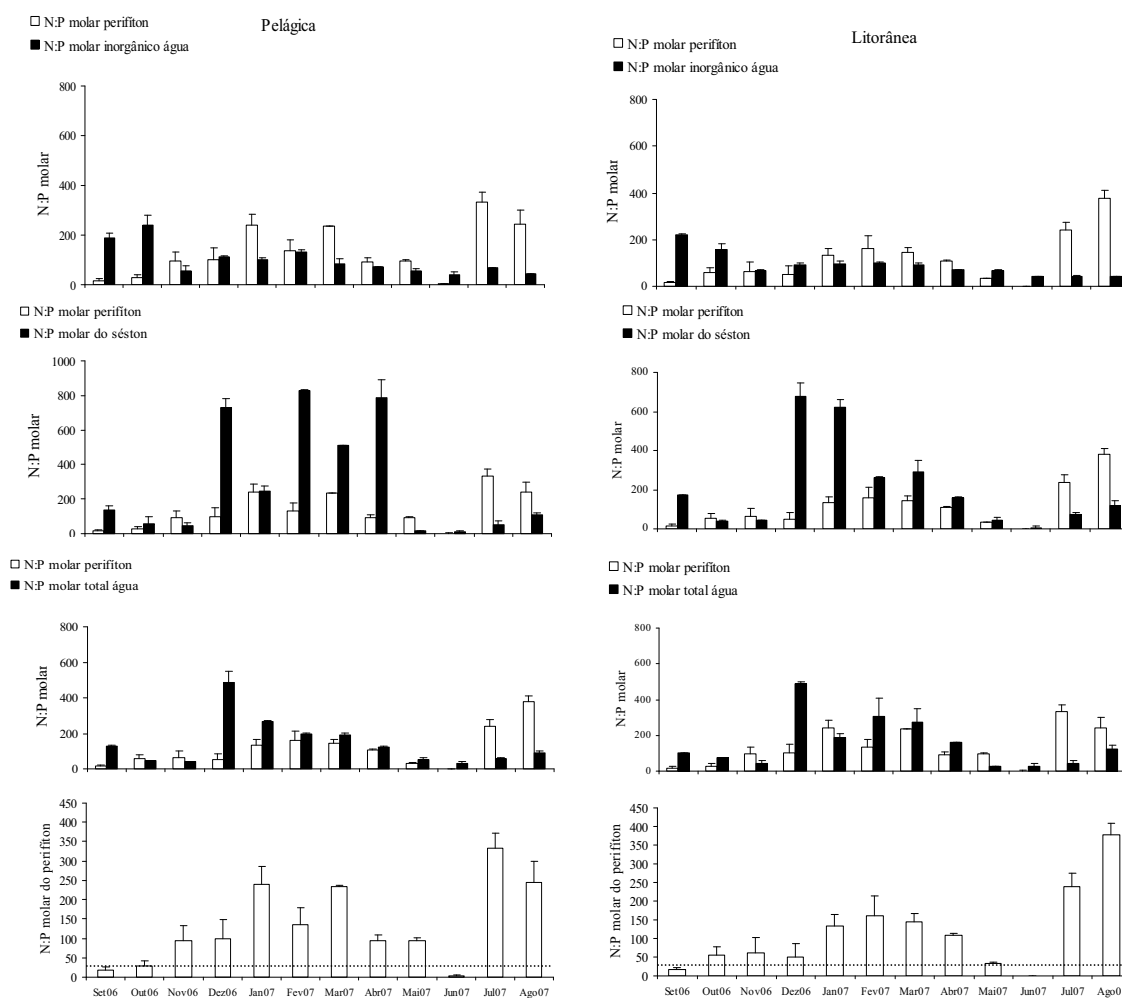 Pelágica
N:P molar perifíton
N:P molar inorgânico água
N:P molar
800
600
400
200
0
N:P molar perifíton
N:P molar do séston
N:P molar
1000
800
600
400
200
0
N:P molar perifíton
N:P molar total água
N:P molar
800
600
400
200
0
N:P molar do perifíton
450
400
350
300
250
200
150
100
50
0
Set06 Out06 Nov06 Dez06 Jan07 Fev07 Mar07 Abr07 Mai07 Jun07 Jul07 Ago07
Litorânea
N:P molar perifíton
N:P molar inorgânico água
N:P molar
800
600
400
200
0
N:P molar perifíton
N:P molar do séston
N:P molar
800
600
400
200
0
N:P molar perifíton
N:P molar total água
N:P molar
800
600
400
200
0
N:P molar do perifíton
450
400
350
300
250
200
150
100
50
0
Set06 Out06 Nov06 Dez06 Jan07 Fev07 Mar07 Abr07 Mai07 Jun07 Jul07 Ago0